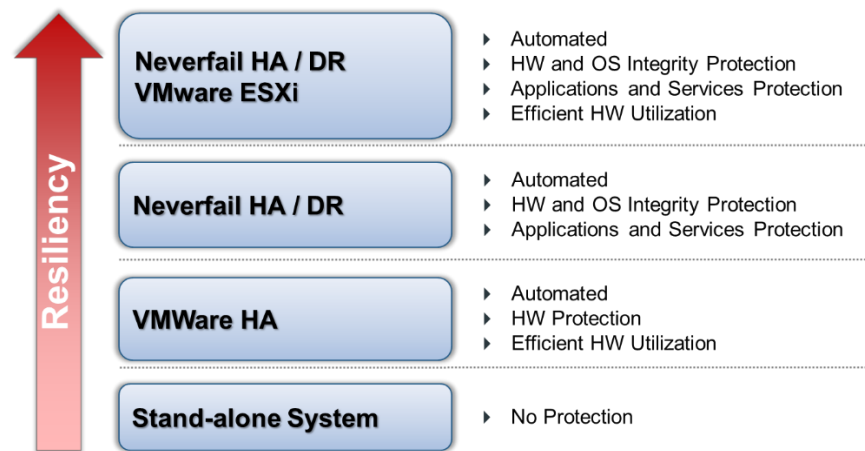 Resiliency
Neverfail HA / DR
VMware ESXi
Automated
HW and OS Integrity Protection
Applications and Services Protection
Efficient HW Utilization
Neverfail HA / DR
Automated
HW and OS Integrity Protection
Applications and Services Protection
VMWare HA
Automated
HW Protection
Efficient HW Utilization
Stand-alone System
No Protection